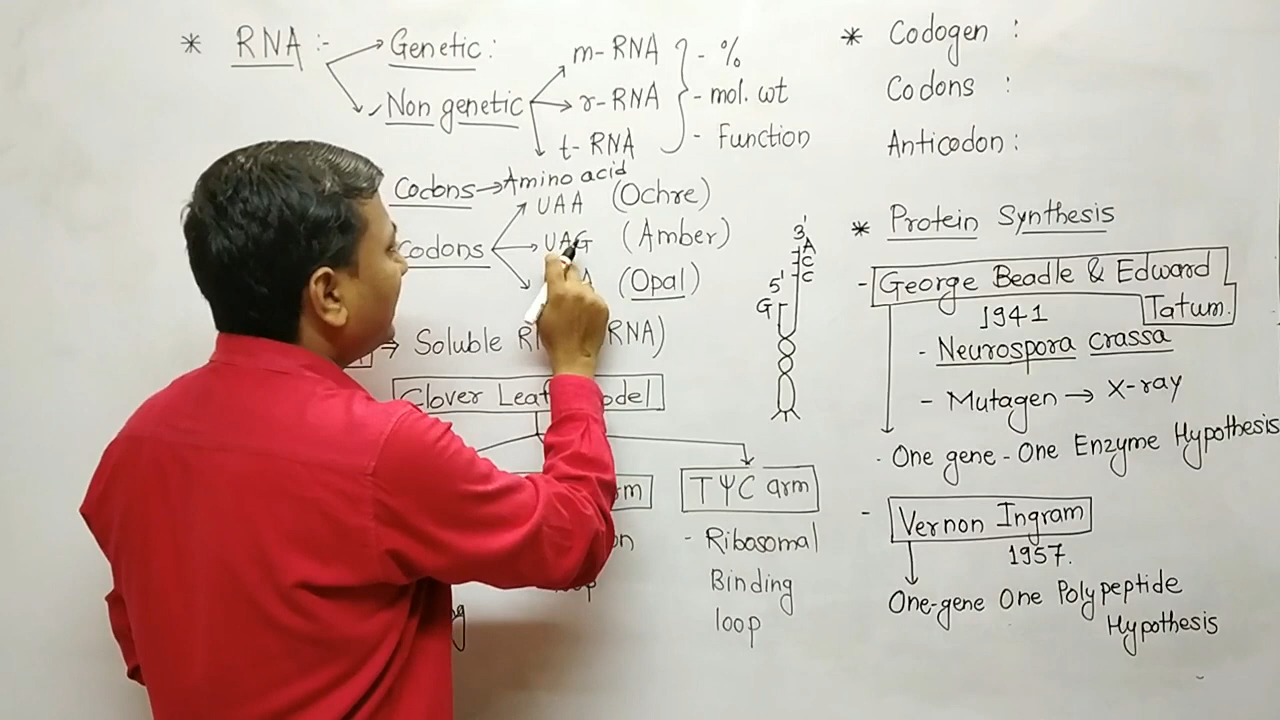 * RNA :- Genetic :
Non genetic
m-RNA
r-RNA
t-RNA
- %
- mol. wt
- Function
Codons → Amino acid
Codons
UAA (Ochre)
UAG (Amber)
A (Opal)
Soluble RNA)
Clover Leaf Model
TΨC arm
- Ribosomal
Binding
loop
3'
A
C
C
5'
G
* Codogen :
Codons :
Anticodon :
* Protein Synthesis
- George Beadle & Edward
Tatum.
1941
- Neurospora crassa
- Mutagen → X-ray
· One gene - One Enzyme Hypothesis
- Vernon Ingram
1957.
One-gene One Polypeptide
Hypothesis